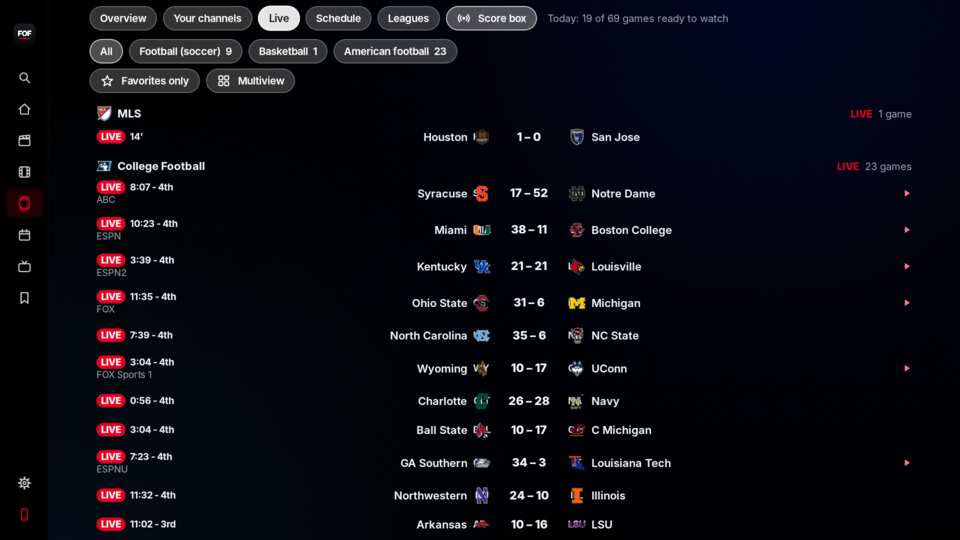 FOF
Overview Your channels Live Schedule Leagues Score box Today: 19 of 69 games ready to watch
All Football (soccer) 9 Basketball 1 American football 23
Favorites only Multiview
MLS LIVE 1 game
LIVE 14' Houston 1 – 0 San Jose
College Football LIVE 23 games
LIVE 8:07 - 4th
ABC
Syracuse 17 – 52 Notre Dame
LIVE 10:23 - 4th
ESPN
Miami 38 – 11 Boston College
LIVE 3:39 - 4th
ESPN2
Kentucky 21 – 21 Louisville
LIVE 11:35 - 4th
FOX
Ohio State 31 – 6 Michigan
LIVE 7:39 - 4th North Carolina 35 – 6 NC State
LIVE 3:04 - 4th
FOX Sports 1
Wyoming 10 – 17 UConn
LIVE 0:56 - 4th Charlotte 26 – 28 Navy
LIVE 3:04 - 4th Ball State 10 – 17 C Michigan
LIVE 7:23 - 4th
ESPNU
GA Southern 34 – 3 Louisiana Tech
LIVE 11:32 - 4th Northwestern 24 – 10 Illinois
LIVE 11:02 - 3rd Arkansas 10 – 16 LSU